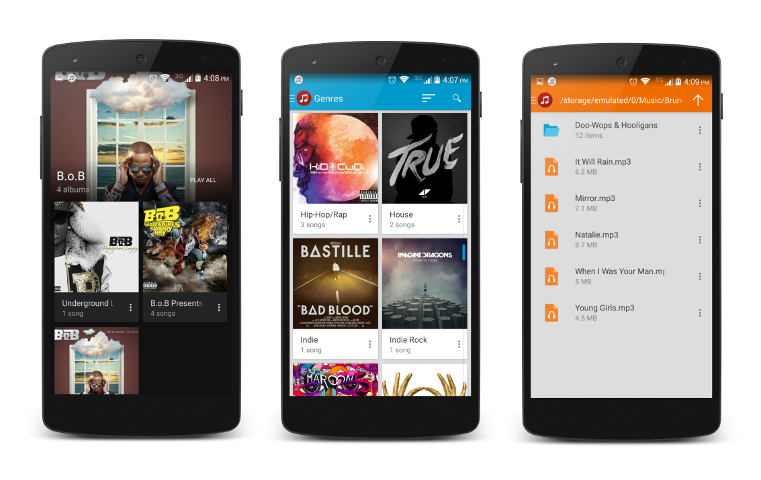 3G 4:08 PM
B.o.B
4 albums
PLAY ALL
B.o.B
Underground L
1 song
B.o.B
B.o.B Presents
4 songs
B.o.B
3G 4:07 PM
Genres
KiD CUDi
Hip-Hop/Rap
3 songs
TRUE
AV
House
2 songs
BASTILLE
"BAD BLOOD"
Indie
1 song
IMAGINE DRAGONS
Indie Rock
1 song
MAROON
3G 4:09 PM
/storage/emulated/0/Music/Brun
Doo-Wops & Hooligans
12 items
It Will Rain.mp3
6.2 MB
Mirror.mp3
7.1 MB
Natalie.mp3
8.7 MB
When I Was Your Man.mp
5 MB
Young Girls.mp3
4.5 MB